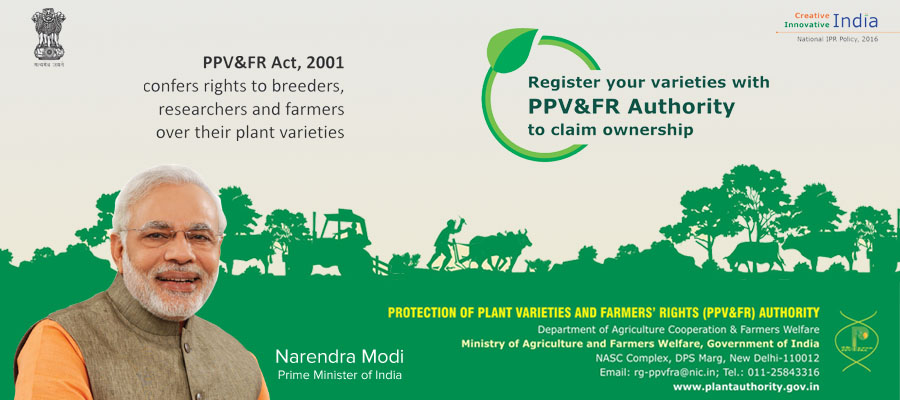 सत्यमेव जयते
Creative
Innovative India
National IPR Policy, 2016
PPV&FR Act, 2001
confers rights to breeders,
researchers and farmers
over their plant varieties
Register your varieties with
PPV&FR Authority
to claim ownership
Narendra Modi
Prime Minister of India
PROTECTION OF PLANT VARIETIES AND FARMERS' RIGHTS (PPV&FR) AUTHORITY
Department of Agriculture Cooperation & Farmers Welfare
Ministry of Agriculture and Farmers Welfare, Government of India
NASC Complex, DPS Marg, New Delhi-110012
Email: rg-ppvfra@nic.in; Tel.: 011-25843316
www.plantauthority.gov.in